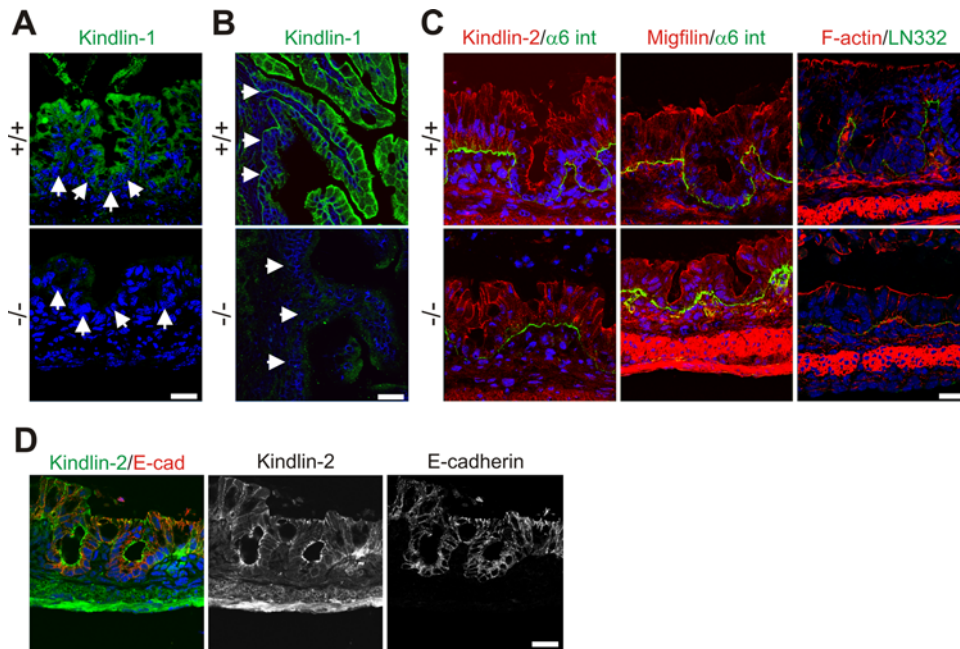 A
Kindlin-1
+/+
-/-
B
Kindlin-1
+/+
-/-
C
Kindlin-2/α6 int
Migfilin/α6 int
F-actin/LN332
+/+
-/-
D
Kindlin-2/E-cad
Kindlin-2
E-cadherin